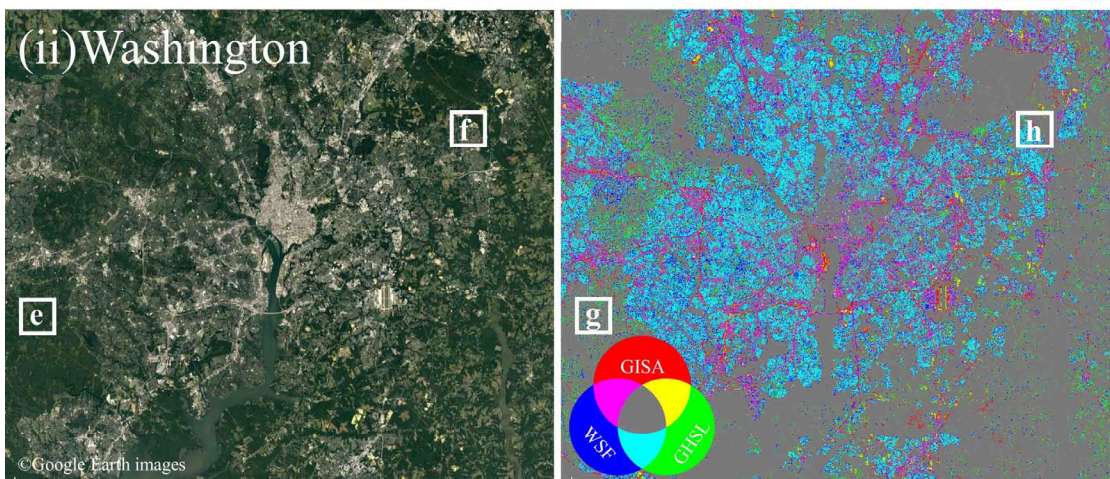 (ii)Washington
f
e
©Google Earth images
h
g
GISA
WSF
GHSL